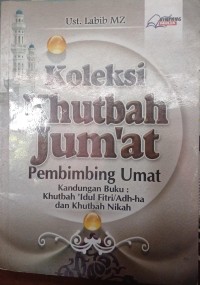 Ust. Labib MZ
Koleksi
Khutbah
Jum'at
Pembimbing Umat
Kandungan Buku :
Khutbah 'Idul Fitri/Adh-ha
dan Khutbah Nikah